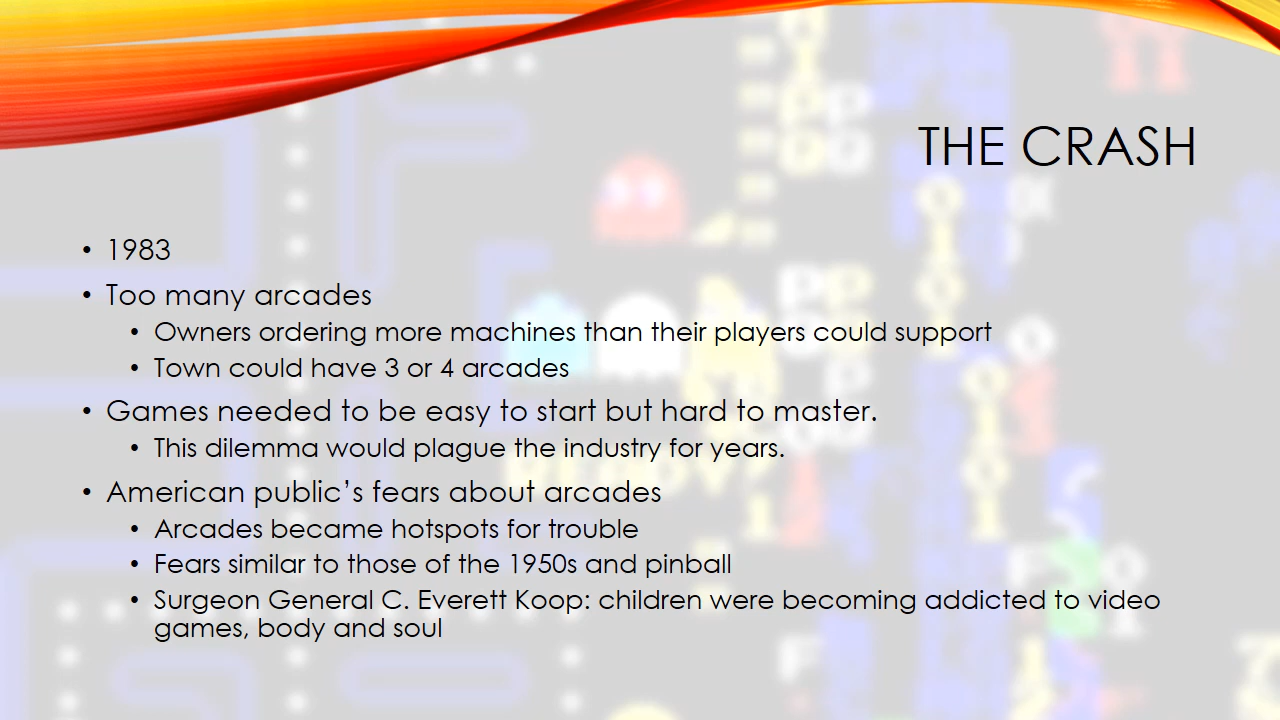 THE CRASH
• 1983
• Too many arcades
• Owners ordering more machines than their players could support
• Town could have 3 or 4 arcades
• Games needed to be easy to start but hard to master.
• This dilemma would plague the industry for years.
• American public’s fears about arcades
• Arcades became hotspots for trouble
• Fears similar to those of the 1950s and pinball
• Surgeon General C. Everett Koop: children were becoming addicted to video
games, body and soul